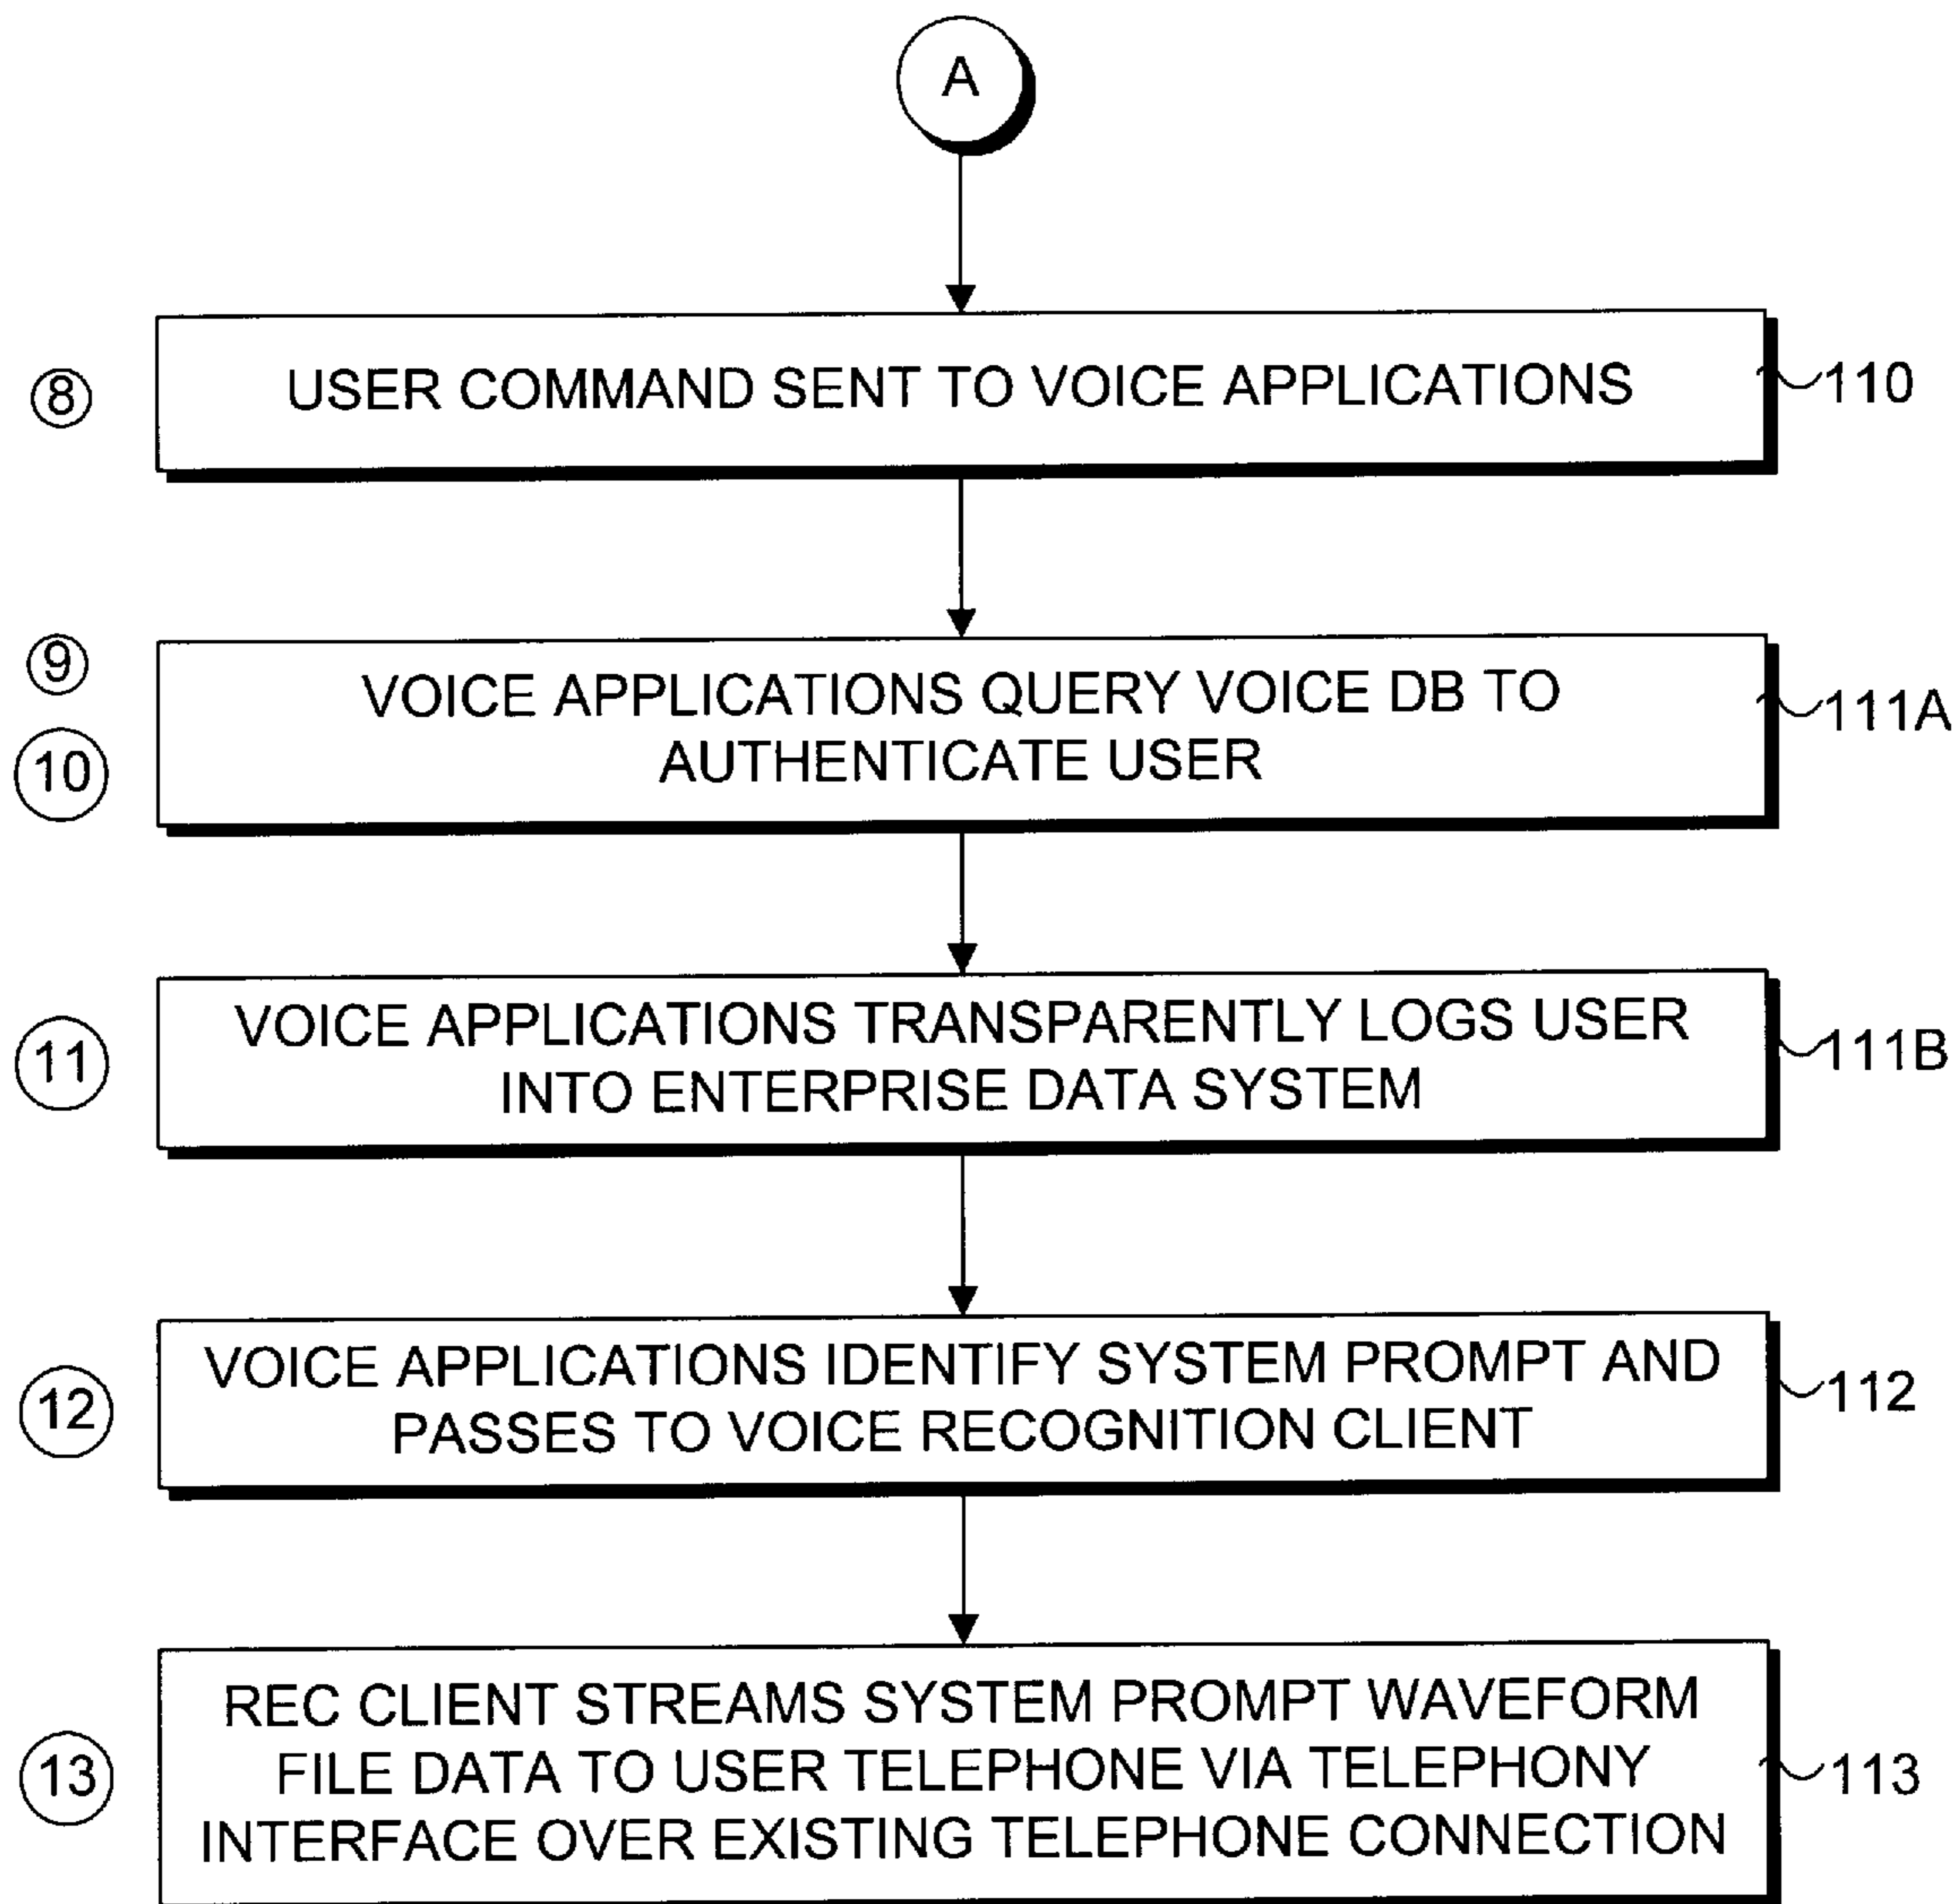 A
8
USER COMMAND SENT TO VOICE APPLICATIONS
110
9
10
VOICE APPLICATIONS QUERY VOICE DB TO
AUTHENTICATE USER
111A
11
VOICE APPLICATIONS TRANSPARENTLY LOGS USER
INTO ENTERPRISE DATA SYSTEM
111B
12
VOICE APPLICATIONS IDENTIFY SYSTEM PROMPT AND
PASSES TO VOICE RECOGNITION CLIENT
112
13
REC CLIENT STREAMS SYSTEM PROMPT WAVEFORM
FILE DATA TO USER TELEPHONE VIA TELEPHONY
INTERFACE OVER EXISTING TELEPHONE CONNECTION
113